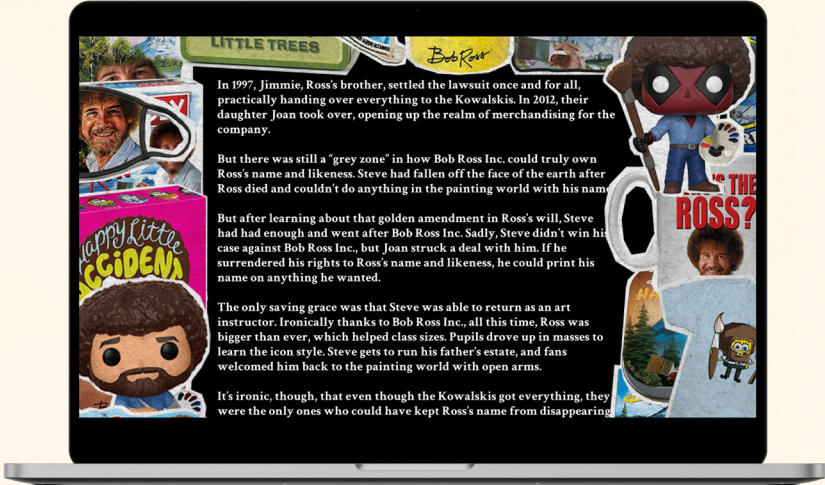 LITTLE TREES
Bob Ross
In 1997, Jimmie, Ross's brother, settled the lawsuit once and for all,
practically handing over everything to the Kowalskis. In 2012, their
daughter Joan took over, opening up the realm of merchandising for the
company.
But there was still a "grey zone" in how Bob Ross Inc. could truly own
Ross's name and likeness. Steve had fallen off the face of the earth after
Ross died and couldn't do anything in the painting world with his name
But after learning about that golden amendment in Ross's will, Steve
had had enough and went after Bob Ross Inc. Sadly, Steve didn't win his
case against Bob Ross Inc., but Joan struck a deal with him. If he
surrendered his rights to Ross's name and likeness, he could print his
name on anything he wanted.
The only saving grace was that Steve was able to return as an art
instructor. Ironically thanks to Bob Ross Inc., all this time, Ross was
bigger than ever, which helped class sizes. Pupils drove up in masses to
learn the icon style. Steve gets to run his father's estate, and fans
welcomed him back to the painting world with open arms.
It's ironic, though, that even though the Kowalskis got everything, they
were the only ones who could have kept Ross's name from disappearing
HAPPY LITTLE
ACCIDENT
THE
ROSS?